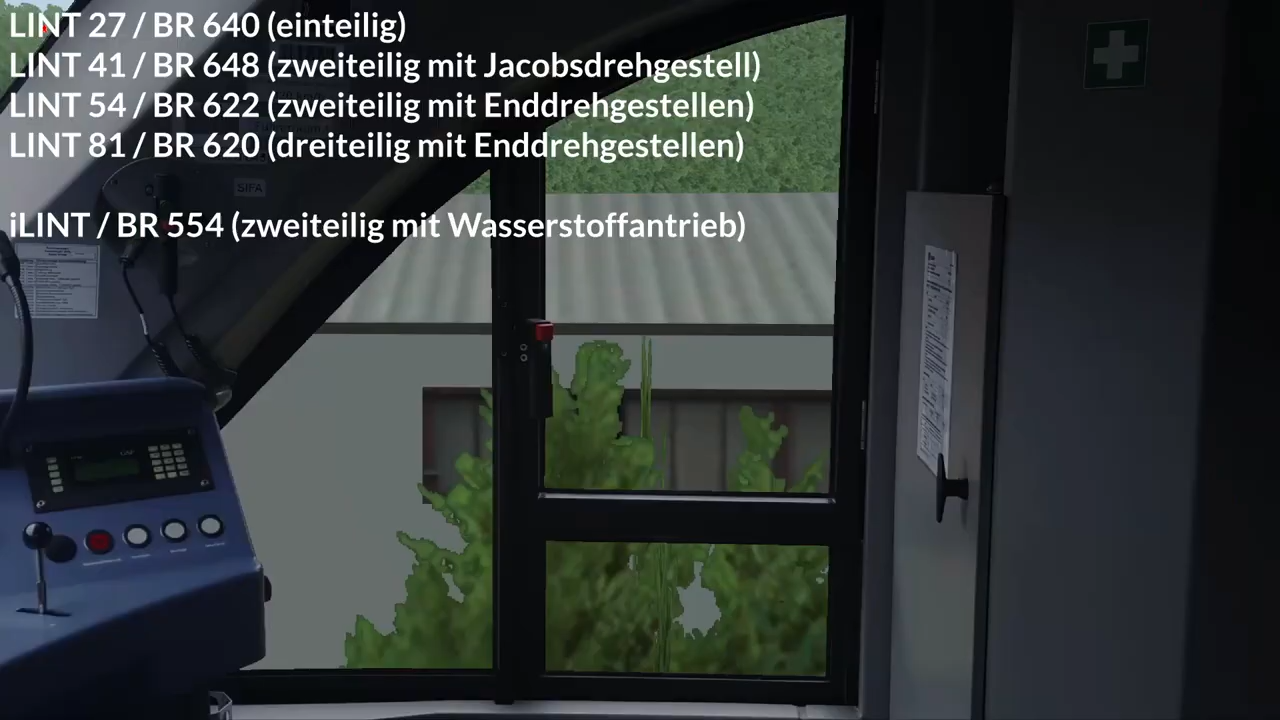 LINT 27 / BR 640 (einteilig)
LINT 41 / BR 648 (zweiteilig mit Jacobsdrehgestell)
LINT 54 / BR 622 (zweiteilig mit Enddrehgestellen)
LINT 81 / BR 620 (dreiteilig mit Enddrehgestellen)
SIFA
iLINT / BR 554 (zweiteilig mit Wasserstoffantrieb)